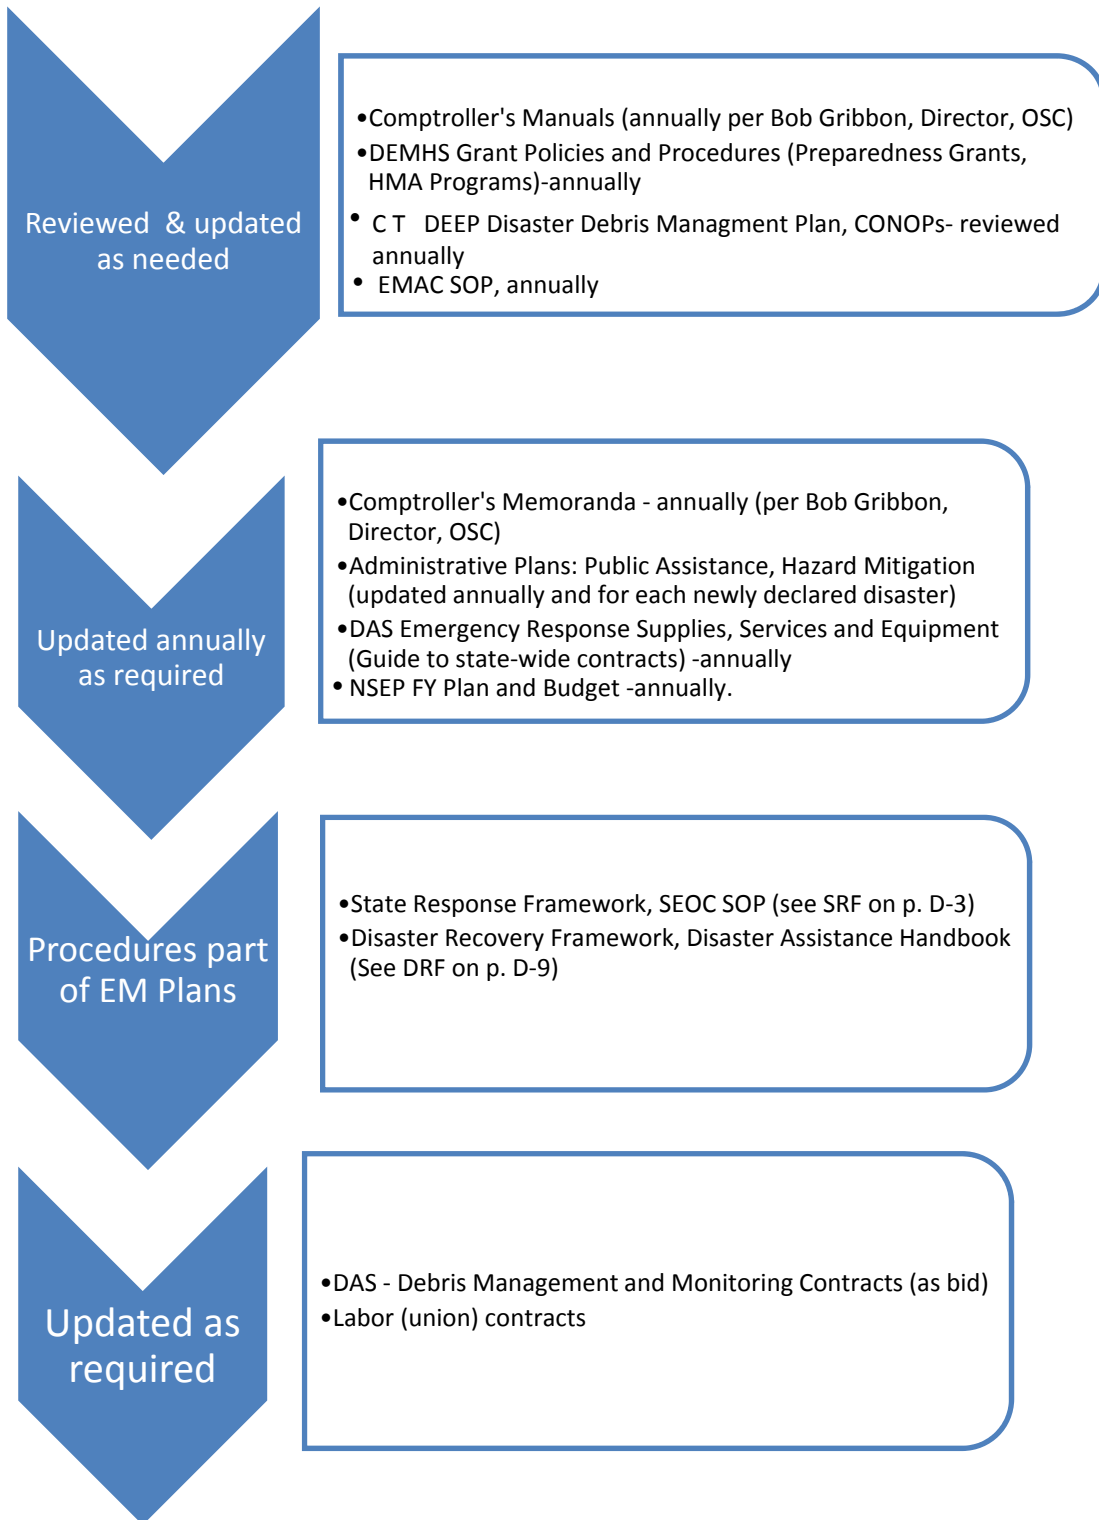 Reviewed & updated
as needed
•Comptroller's Manuals (annually per Bob Gribbon, Director, OSC)
•DEMHS Grant Policies and Procedures (Preparedness Grants,
HMA Programs)-annually
• C T DEEP Disaster Debris Managment Plan, CONOPs- reviewed
annually
• EMAC SOP, annually
Updated annually
as required
•Comptroller's Memoranda - annually (per Bob Gribbon,
Director, OSC)
•Administrative Plans: Public Assistance, Hazard Mitigation
(updated annually and for each newly declared disaster)
•DAS Emergency Response Supplies, Services and Equipment
(Guide to state-wide contracts) -annually
• NSEP FY Plan and Budget -annually.
Procedures part
of EM Plans
•State Response Framework, SEOC SOP (see SRF on p. D-3)
•Disaster Recovery Framework, Disaster Assistance Handbook
(See DRF on p. D-9)
Updated as
required
•DAS - Debris Management and Monitoring Contracts (as bid)
•Labor (union) contracts